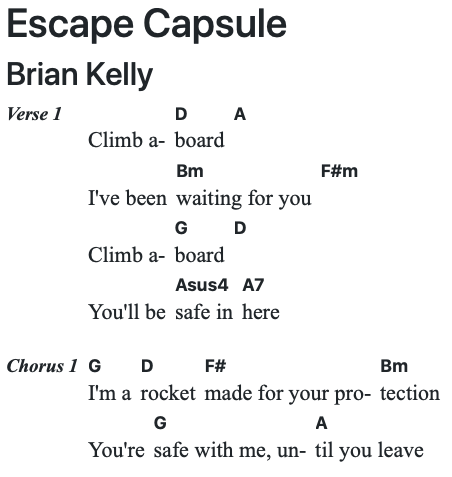 Escape Capsule
Brian Kelly
Verse 1 D A
Climb a- board
Bm F#m
I've been waiting for you
G D
Climb a- board
Asus4 A7
You'll be safe in here
Chorus 1 G D F# Bm
I'm a rocket made for your pro- tection
G A
You're safe with me, un- til you leave